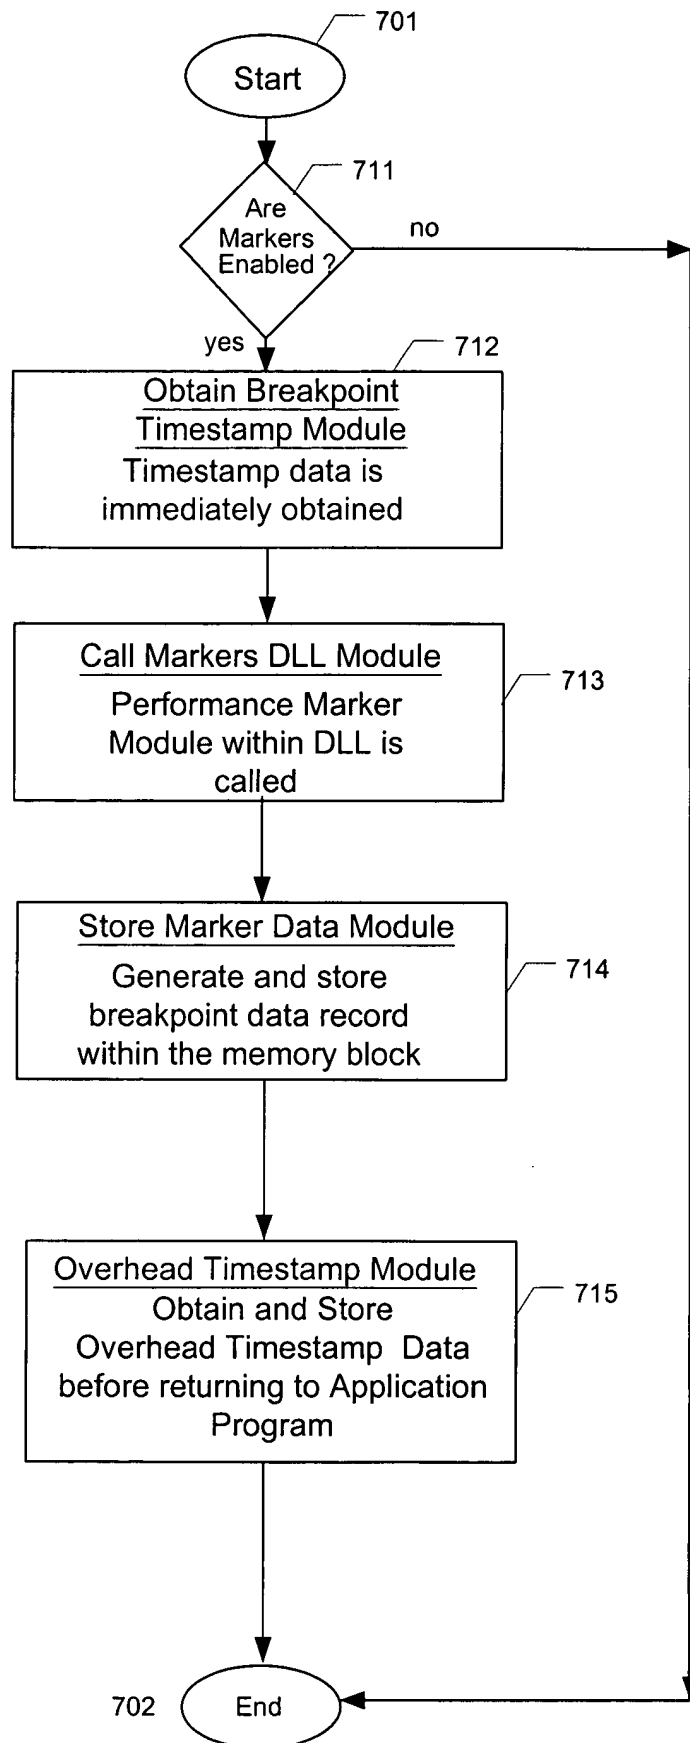 701
Start
711
Are
Markers
Enabled ?
no
yes
712
Obtain Breakpoint
Timestamp Module
Timestamp data is
immediately obtained
Call Markers DLL Module
713
Performance Marker
Module within DLL is
called
Store Marker Data Module
714
Generate and store
breakpoint data record
within the memory block
Overhead Timestamp Module
715
Obtain and Store
Overhead Timestamp Data
before returning to Application
Program
702
End